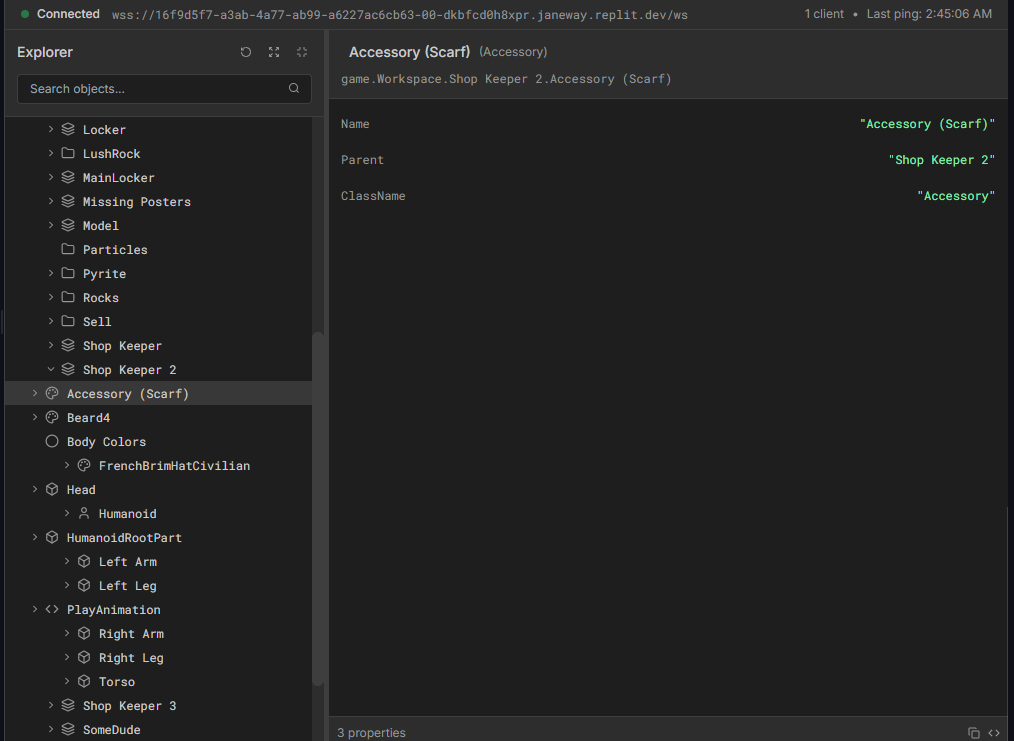 Connected wss://16f9d5f7-a3ab-4a77-ab99-a6227ac6cb63-00-dkbfcd0h8xpr.janeway.replit.dev/ws 1 client • Last ping: 2:45:06 AM
Explorer
Search objects...
Locker
LushRock
MainLocker
Missing Posters
Model
Particles
Pyrite
Rocks
Sell
Shop Keeper
Shop Keeper 2
Accessory (Scarf)
Beard4
Body Colors
FrenchBrimHatCivilian
Head
Humanoid
HumanoidRootPart
Left Arm
Left Leg
PlayAnimation
Right Arm
Right Leg
Torso
Shop Keeper 3
SomeDude
Accessory (Scarf) (Accessory)
game.Workspace.Shop Keeper 2.Accessory (Scarf)
Name "Accessory (Scarf)"
Parent "Shop Keeper 2"
ClassName "Accessory"
3 properties